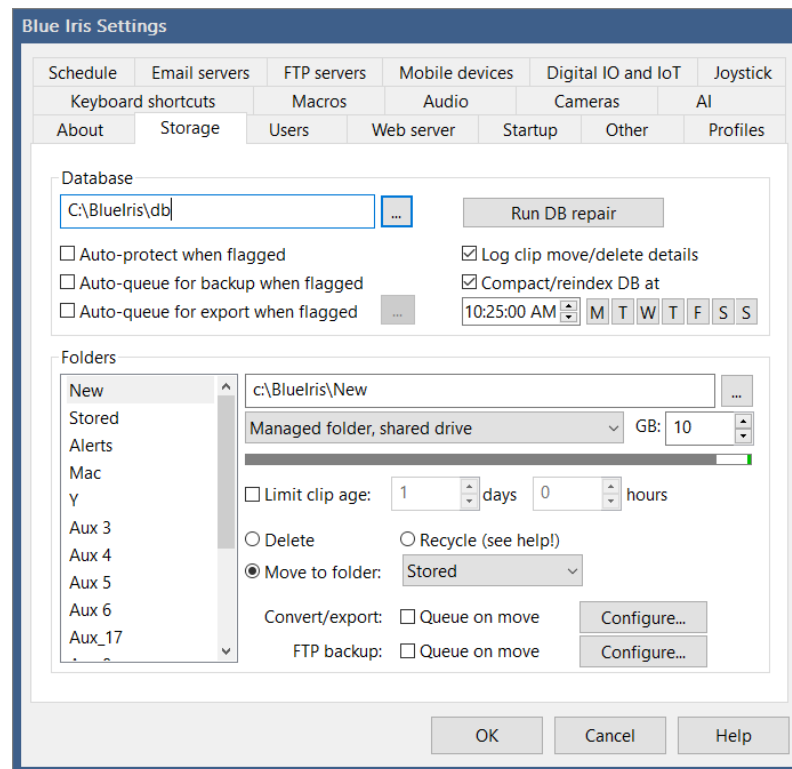 Blue Iris Settings
Schedule Email servers FTP servers Mobile devices Digital IO and IoT Joystick
Keyboard shortcuts Macros Audio Cameras AI
About Storage Users Web server Startup Other Profiles
Database
C:\BlueIris\db ... Run DB repair
Auto-protect when flagged Log clip move/delete details
Auto-queue for backup when flagged Compact/reindex DB at
Auto-queue for export when flagged ... 10:25:00 AM M T W T F S S
Folders
New c:\BlueIris\New ...
Stored Managed folder, shared drive GB: 10
Alerts
Mac
Y Limit clip age: 1 days 0 hours
Aux 3
Aux 4 Delete Recycle (see help!)
Aux 5 Move to folder: Stored
Aux 6 Convert/export: Queue on move Configure...
Aux_17 FTP backup: Queue on move Configure...
OK Cancel Help